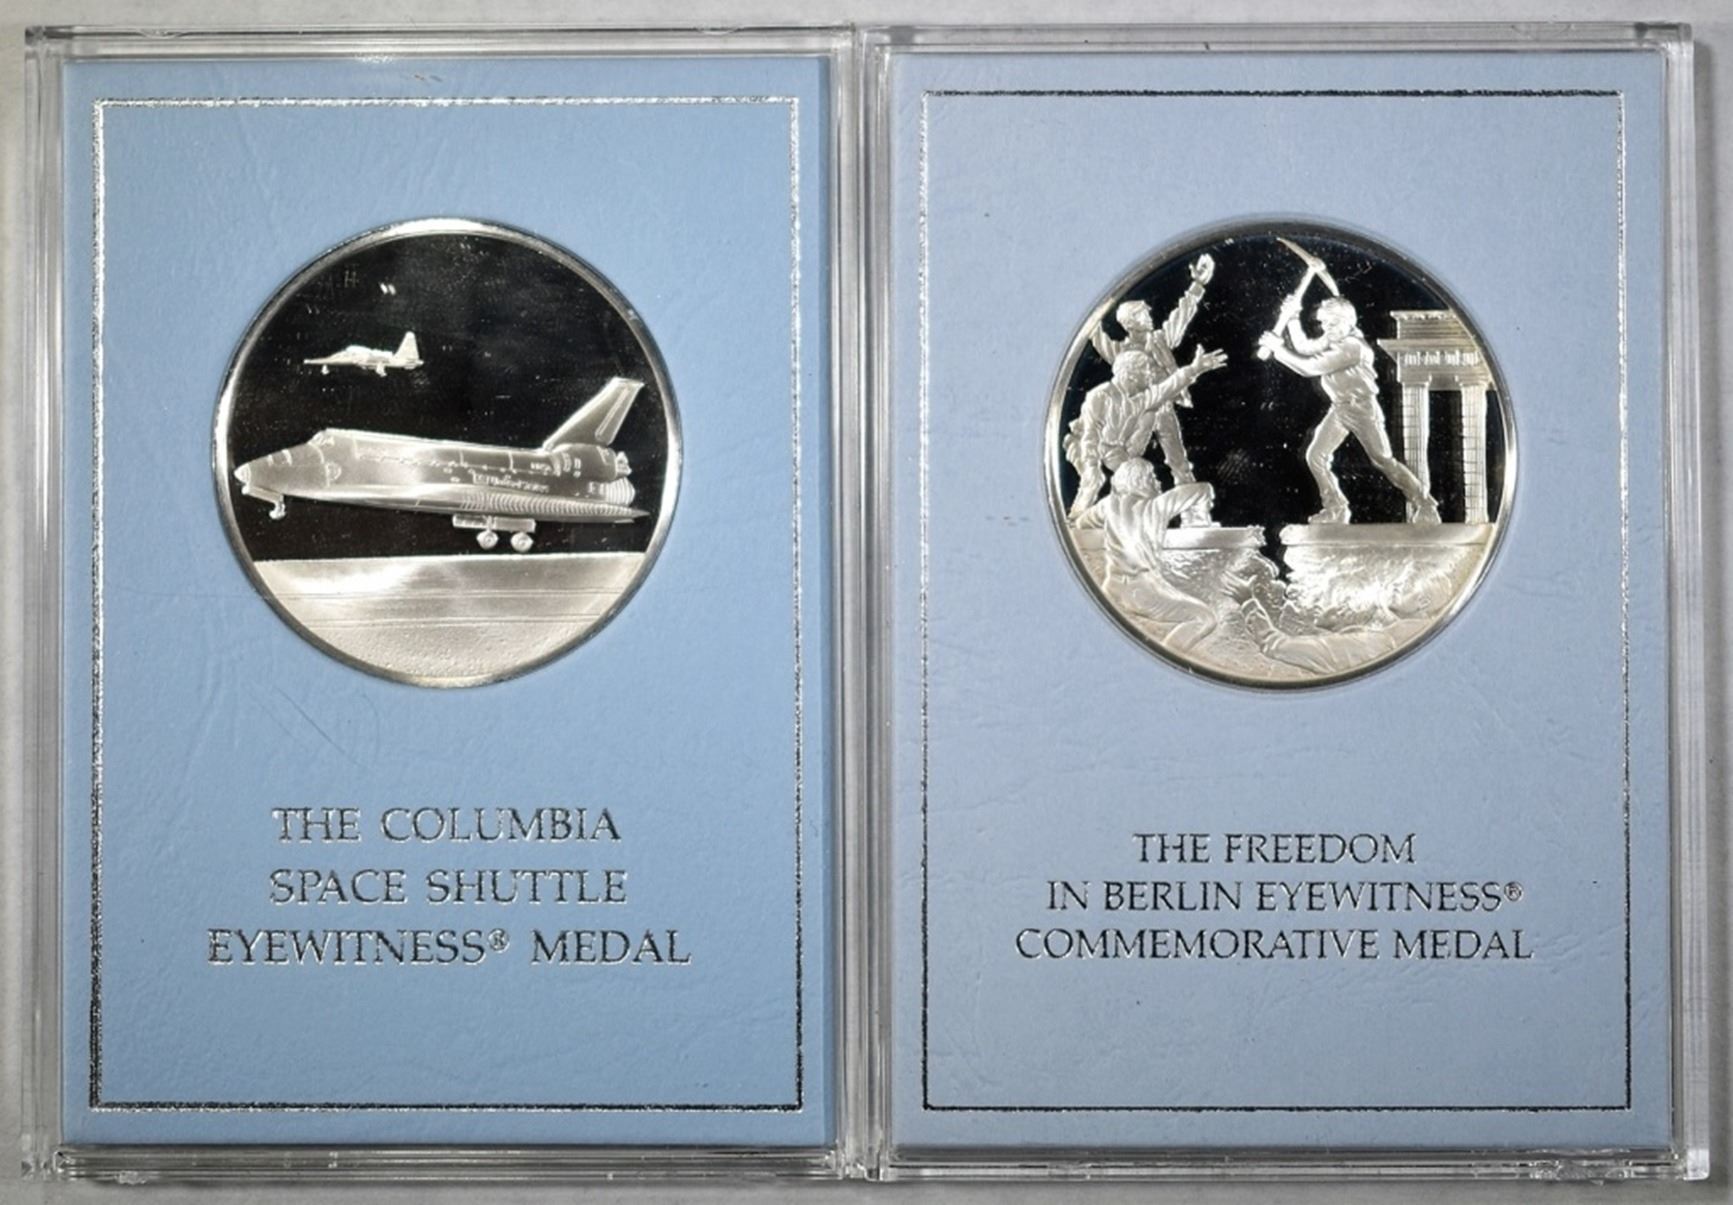 THE COLUMBIA
SPACE SHUTTLE
EYEWITNESS® MEDAL
THE FREEDOM
IN BERLIN EYEWITNESS®
COMMEMORATIVE MEDAL